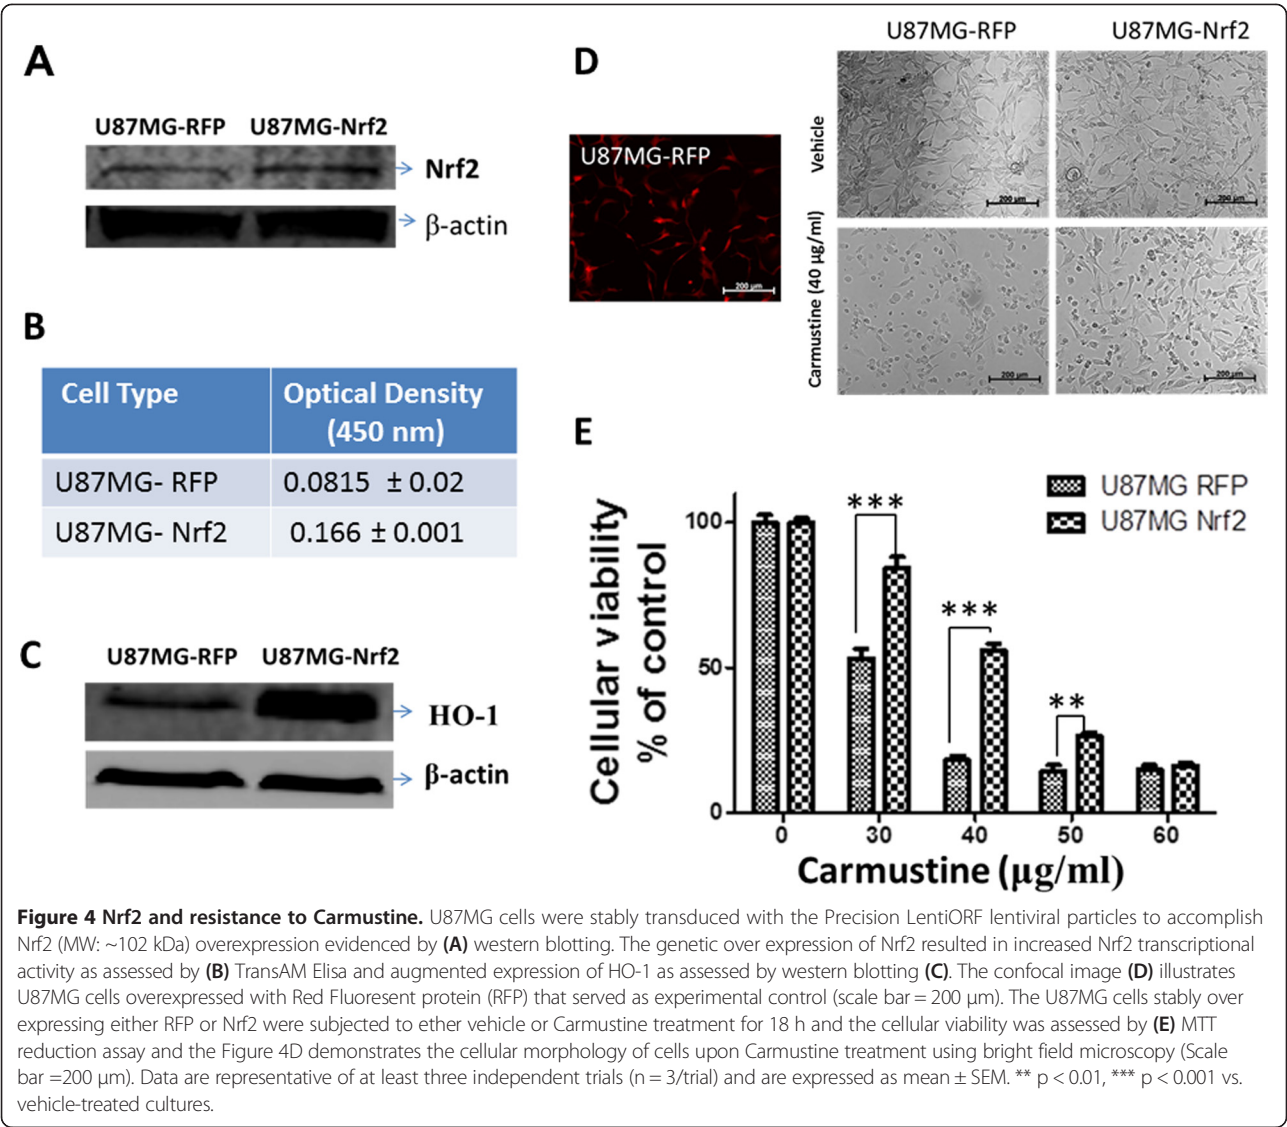 A
U87MG-RFP U87MG-Nrf2
Nrf2
β-actin
B
Cell Type Optical Density (450 nm)
U87MG- RFP 0.0815 ± 0.02
U87MG- Nrf2 0.166 ± 0.001
C
U87MG-RFP U87MG-Nrf2
HO-1
β-actin
D
U87MG-RFP
200 µm
U87MG-RFP U87MG-Nrf2
Vehicle
200 µm 200 µm
Carmustine (40 µg/ml)
200 µm 200 µm
E
U87MG RFP
U87MG Nrf2
Cellular viability
% of control
100
50
0
***
***
**
0 30 40 50 60
Carmustine (µg/ml)
Figure 4 Nrf2 and resistance to Carmustine. U87MG cells were stably transduced with the Precision LentiORF lentiviral particles to accomplish
Nrf2 (MW: ~102 kDa) overexpression evidenced by (A) western blotting. The genetic over expression of Nrf2 resulted in increased Nrf2 transcriptional
activity as assessed by (B) TransAM Elisa and augmented expression of HO-1 as assessed by western blotting (C). The confocal image (D) illustrates
U87MG cells overexpressed with Red Fluoresent protein (RFP) that served as experimental control (scale bar = 200 µm). The U87MG cells stably over
expressing either RFP or Nrf2 were subjected to ether vehicle or Carmustine treatment for 18 h and the cellular viability was assessed by (E) MTT
reduction assay and the Figure 4D demonstrates the cellular morphology of cells upon Carmustine treatment using bright field microscopy (Scale
bar =200 µm). Data are representative of at least three independent trials (n = 3/trial) and are expressed as mean ± SEM. ** p < 0.01, *** p < 0.001 vs.
vehicle-treated cultures.